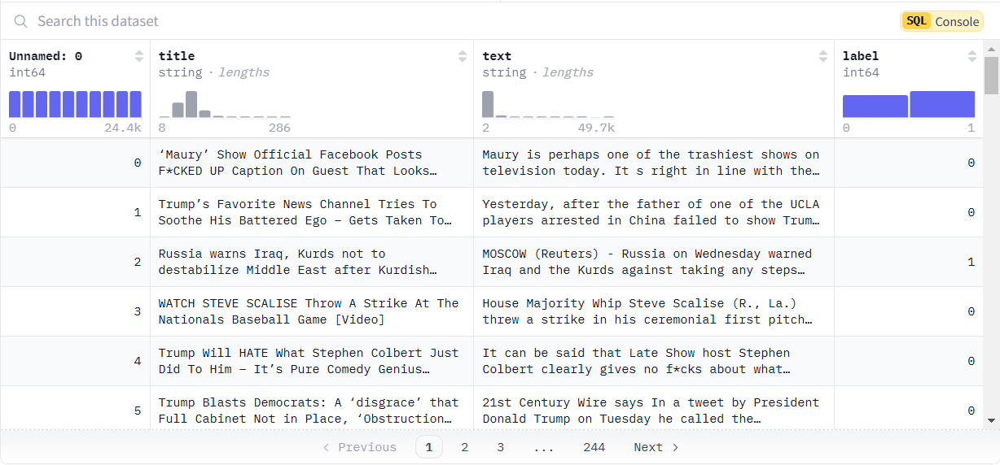 Search this dataset
SQL Console
Unnamed: 0
int64
0 24.4k
title
string · lengths
8 286
text
string · lengths
2 49.7k
label
int64
0 1
0
‘Maury’ Show Official Facebook Posts
F*CKED UP Caption On Guest That Looks…
Maury is perhaps one of the trashiest shows on
television today. It s right in line with the…
0
1
Trump’s Favorite News Channel Tries To
Soothe His Battered Ego – Gets Taken To…
Yesterday, after the father of one of the UCLA
players arrested in China failed to show Trum…
0
2
Russia warns Iraq, Kurds not to
destabilize Middle East after Kurdish…
MOSCOW (Reuters) - Russia on Wednesday warned
Iraq and the Kurds against taking any steps…
1
3
WATCH STEVE SCALISE Throw A Strike At The
Nationals Baseball Game [Video]
House Majority Whip Steve Scalise (R., La.)
threw a strike in his ceremonial first pitch…
0
4
Trump Will HATE What Stephen Colbert Just
Did To Him – It’s Pure Comedy Genius…
It can be said that Late Show host Stephen
Colbert clearly gives no f*cks about what…
0
5
Trump Blasts Democrats: A ‘disgrace’ that
Full Cabinet Not in Place, ‘Obstruction…
21st Century Wire says In a tweet by President
Donald Trump on Tuesday he called the…
0
< Previous 1 2 3 ... 244 Next >